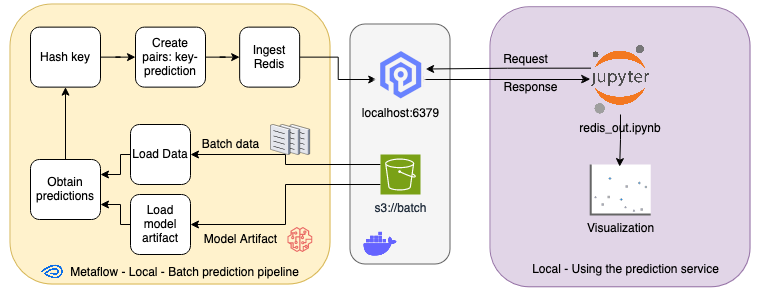 Hash key
Create
pairs: key-
prediction
Ingest
Redis
Load Data
Batch data
Obtain
predictions
Load
model
artifact
Model Artifact
Metaflow - Local - Batch prediction pipeline
localhost:6379
s3://batch
Request
Response
jupyter
redis_out.ipynb
Visualization
Local - Using the prediction service